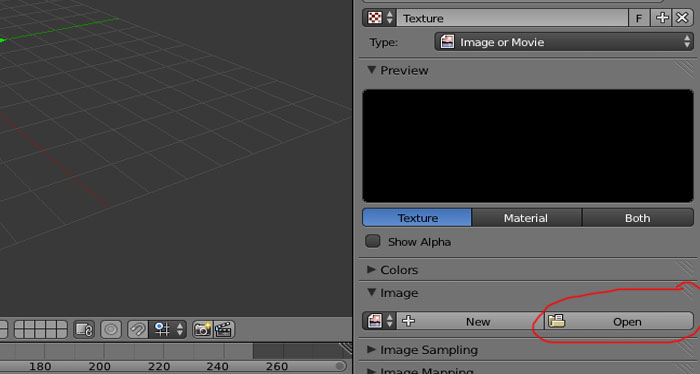 Texture F
Type: Image or Movie
Preview
Texture Material Both
Show Alpha
Colors
Image
New Open
Image Sampling
Image Mapping
180 200 220 240 260